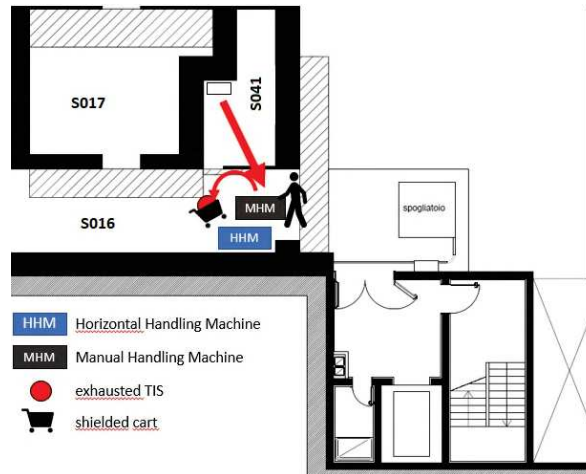 S017
S041
S016
MHM
HHM
spogliatoio
HHM Horizontal Handling Machine
MHM Manual Handling Machine
exhausted TIS
shielded cart